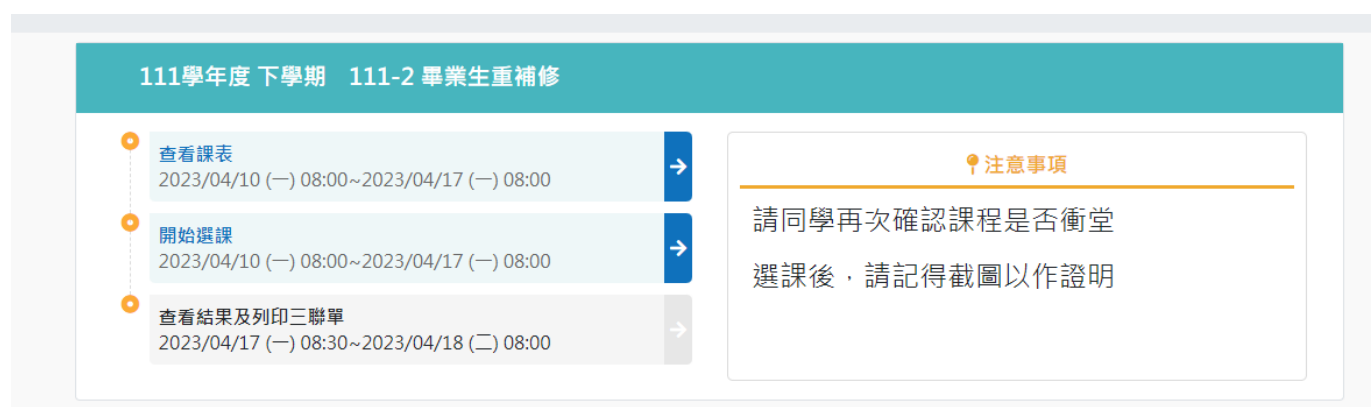 111學年度 下學期　111-2 畢業生重補修
查看課表
2023/04/10 (一) 08:00~2023/04/17 (一) 08:00
開始選課
2023/04/10 (一) 08:00~2023/04/17 (一) 08:00
查看結果及列印三聯單
2023/04/17 (一) 08:30~2023/04/18 (二) 08:00
注意事項
請同學再次確認課程是否衝堂
選課後，請記得截圖以作證明